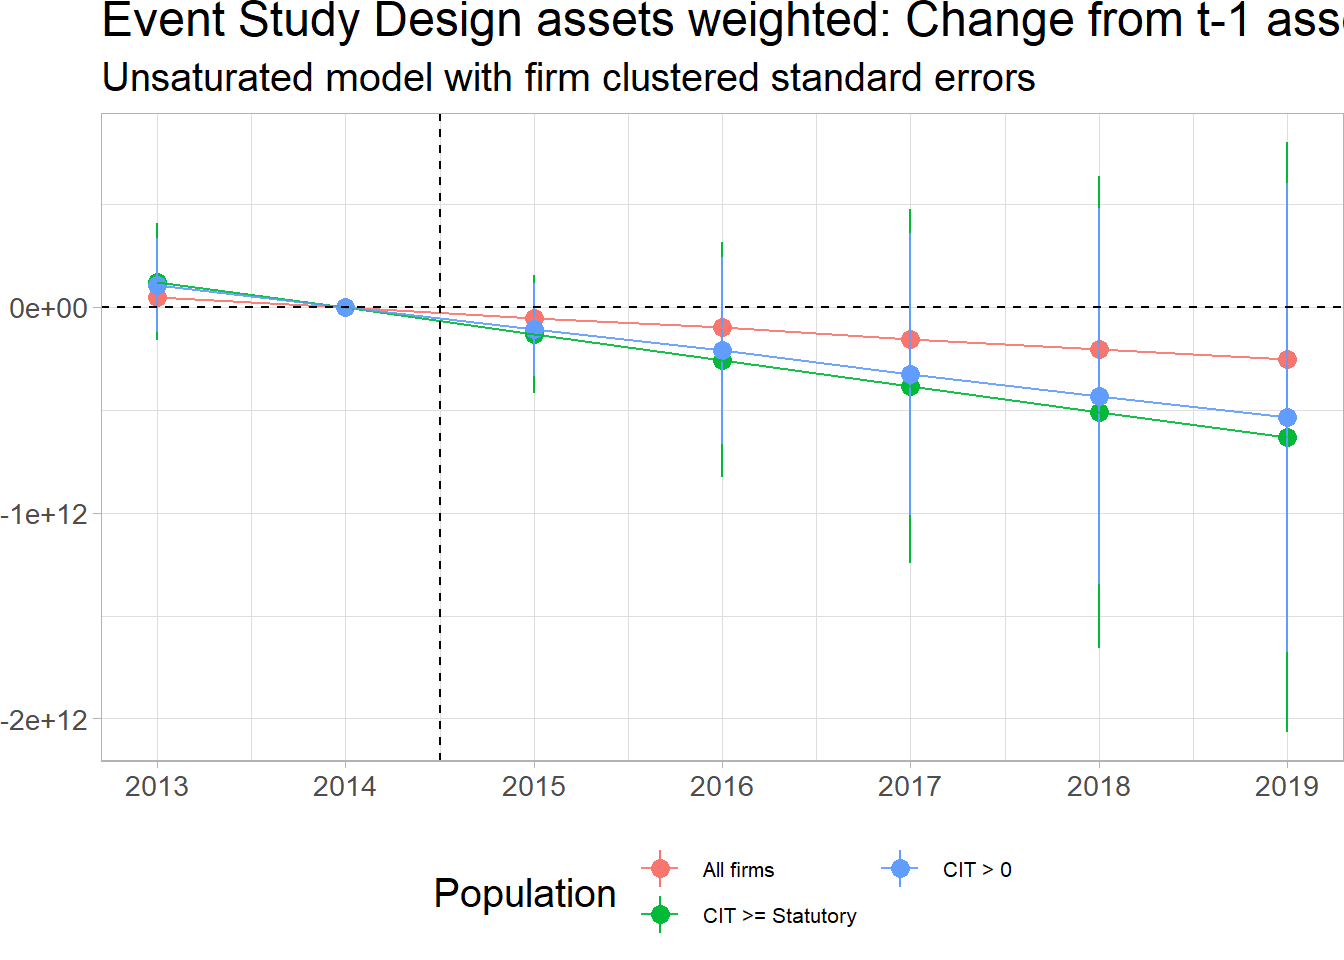 Event Study Design assets weighted: Change from t-1
Unsaturated model with firm clustered standard errors
0e+00
-1e+12
-2e+12
2013 2014 2015 2016 2017 2018 2019
Population
All firms
CIT > 0
CIT >= Statutory